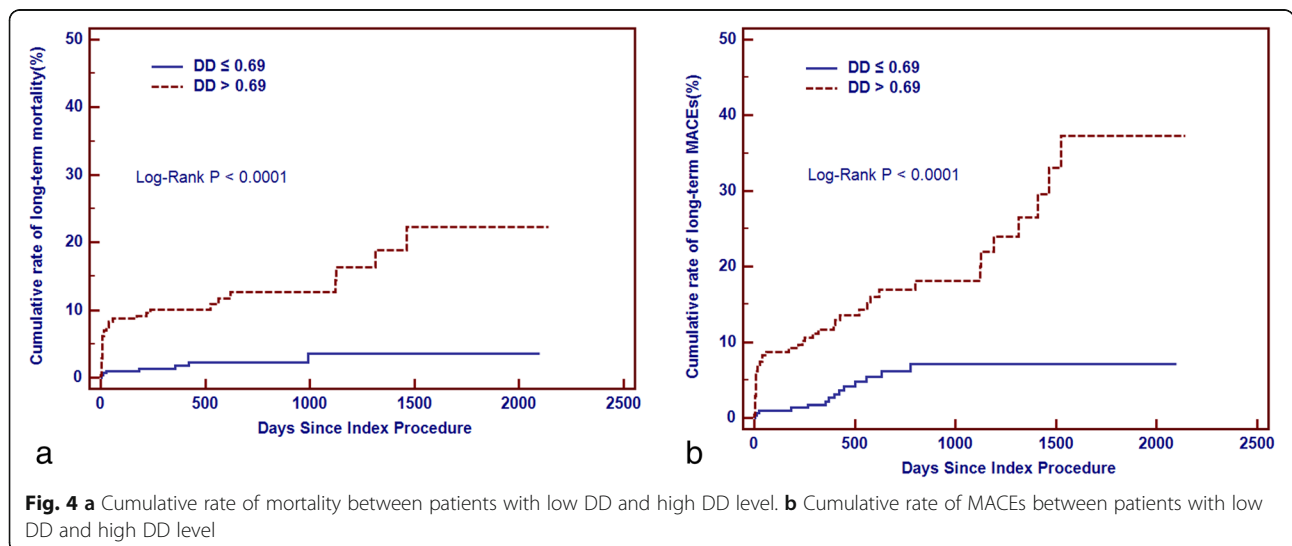 50
40
30
20
10
0
Cumulative rate of long-term mortality(%)
DD ≤ 0.69
DD > 0.69
Log-Rank P < 0.0001
0 500 1000 1500 2000 2500
Days Since Index Procedure
a
50
40
30
20
10
0
Cumulative rate of long-term MACEs(%)
DD ≤ 0.69
DD > 0.69
Log-Rank P < 0.0001
0 500 1000 1500 2000 2500
Days Since Index Procedure
b
Fig. 4 a Cumulative rate of mortality between patients with low DD and high DD level. b Cumulative rate of MACEs between patients with low
DD and high DD level